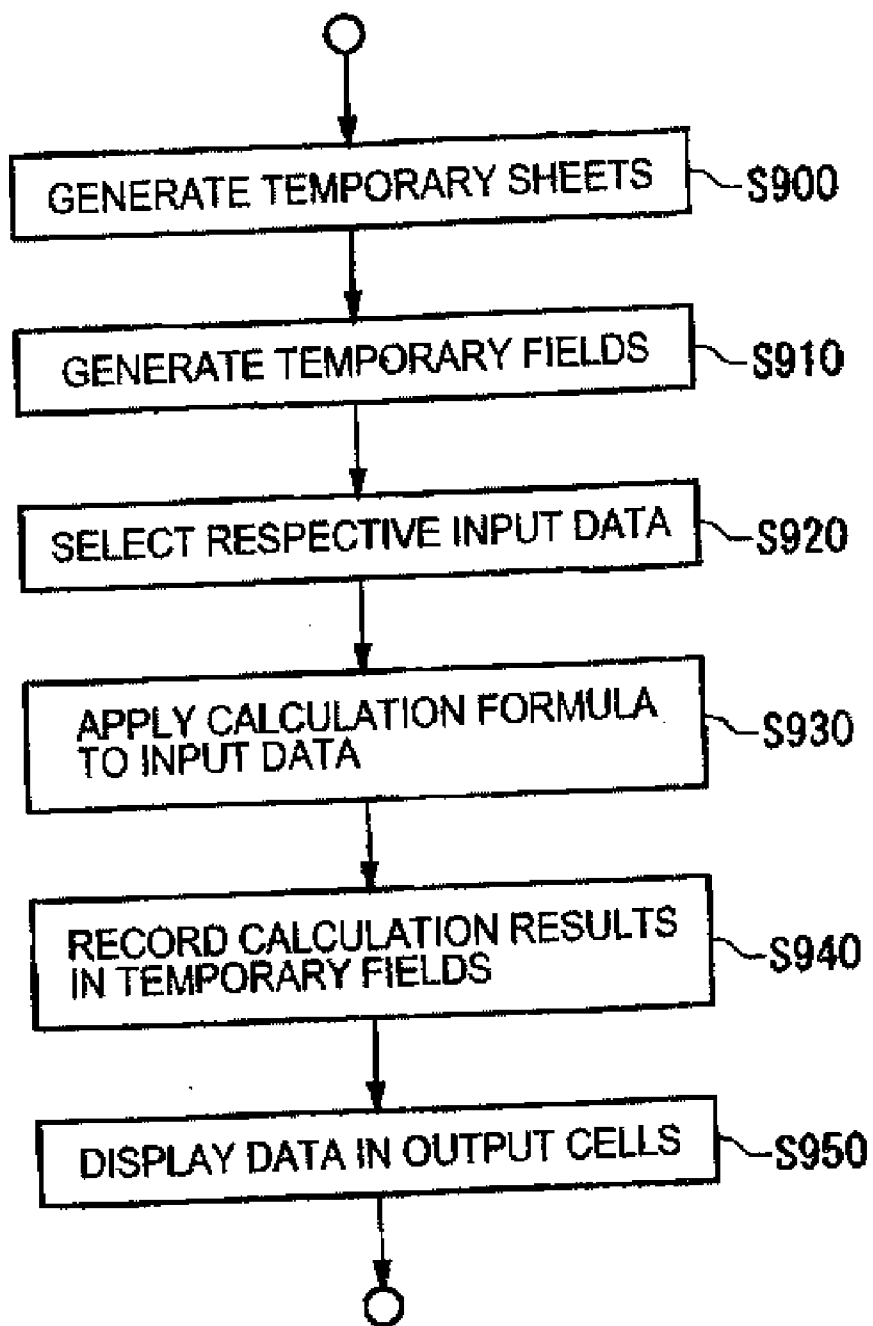 GENERATE TEMPORARY SHEETS
S900
GENERATE TEMPORARY FIELDS
S910
SELECT RESPECTIVE INPUT DATA
S920
APPLY CALCULATION FORMULA
TO INPUT DATA
S930
RECORD CALCULATION RESULTS
IN TEMPORARY FIELDS
S940
DISPLAY DATA IN OUTPUT CELLS
S950